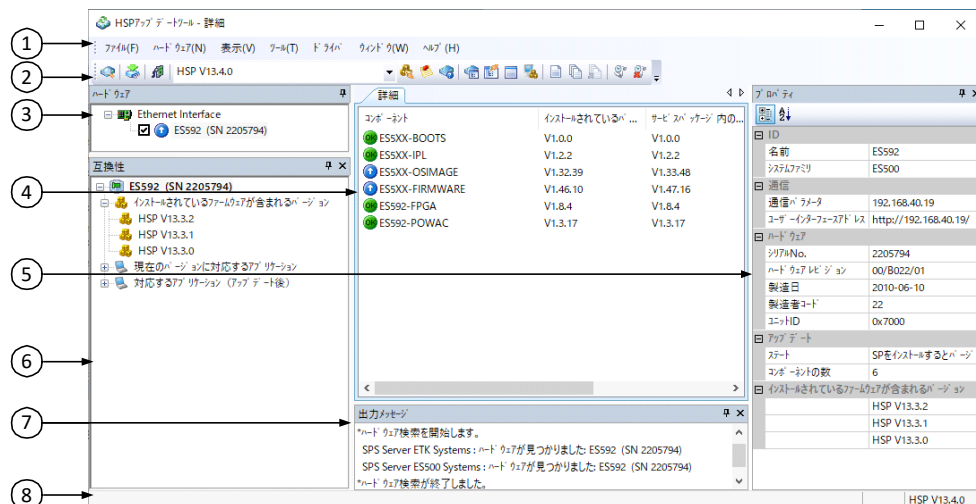 HSPアップデートツール - 詳細
① ファイル(F) ハードウェア(N) 表示(V) ツール(T) ドライバ ウィンドウ(W) ヘルプ(H)
② HSP V13.4.0
ハードウェア
③ Ethernet Interface
ES592 (SN 2205794)
互換性
ES592 (SN 2205794)
インストールされているファームウェアが含まれるバージョン
HSP V13.3.2
HSP V13.3.1
HSP V13.3.0
現在のバージョンに対応するアプリケーション
対応するアプリケーション (アップデート後)
④
⑤
⑥
⑦
⑧
詳細
コンポーネント インストールされているバ... サービスパッケージ内の...
OK ES5XX-BOOTS V1.0.0 V1.0.0
OK ES5XX-IPL V1.2.2 V1.2.2
ES5XX-OSIMAGE V1.32.39 V1.33.48
ES5XX-FIRMWARE V1.46.10 V1.47.16
OK ES592-FPGA V1.8.4 V1.8.4
OK ES592-POWAC V1.3.17 V1.3.17
出力メッセージ
*ハードウェア検索を開始します。
SPS Server ETK Systems : ハードウェアが見つかりました: ES592 (SN 2205794)
SPS Server ES500 Systems : ハードウェアが見つかりました: ES592 (SN 2205794)
*ハードウェア検索が終了しました。
プロパティ
ID
名前 ES592
システムファミリ ES500
通信
通信パラメータ 192.168.40.19
ユーザーインターフェースアドレス http://192.168.40.19/
ハードウェア
シリアルNo. 2205794
ハードウェアレビジョン 00/B022/01
製造日 2010-06-10
製造者コード 22
ユニットID 0x7000
アップデート
ステート SPをインストールするとバージ
コンポーネントの数 6
インストールされているファームウェアが含まれるバージョン
HSP V13.3.2
HSP V13.3.1
HSP V13.3.0
HSP V13.4.0